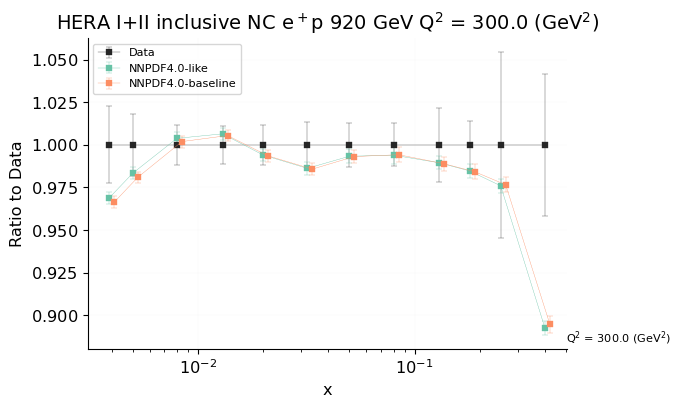 HERA I+II inclusive NC e⁺p 920 GeV Q² = 300.0 (GeV²)
Data
NNPDF4.0-like
NNPDF4.0-baseline
Ratio to Data
1.050
1.025
1.000
0.975
0.950
0.925
0.900
10⁻²
10⁻¹
x
Q² = 300.0 (GeV²)